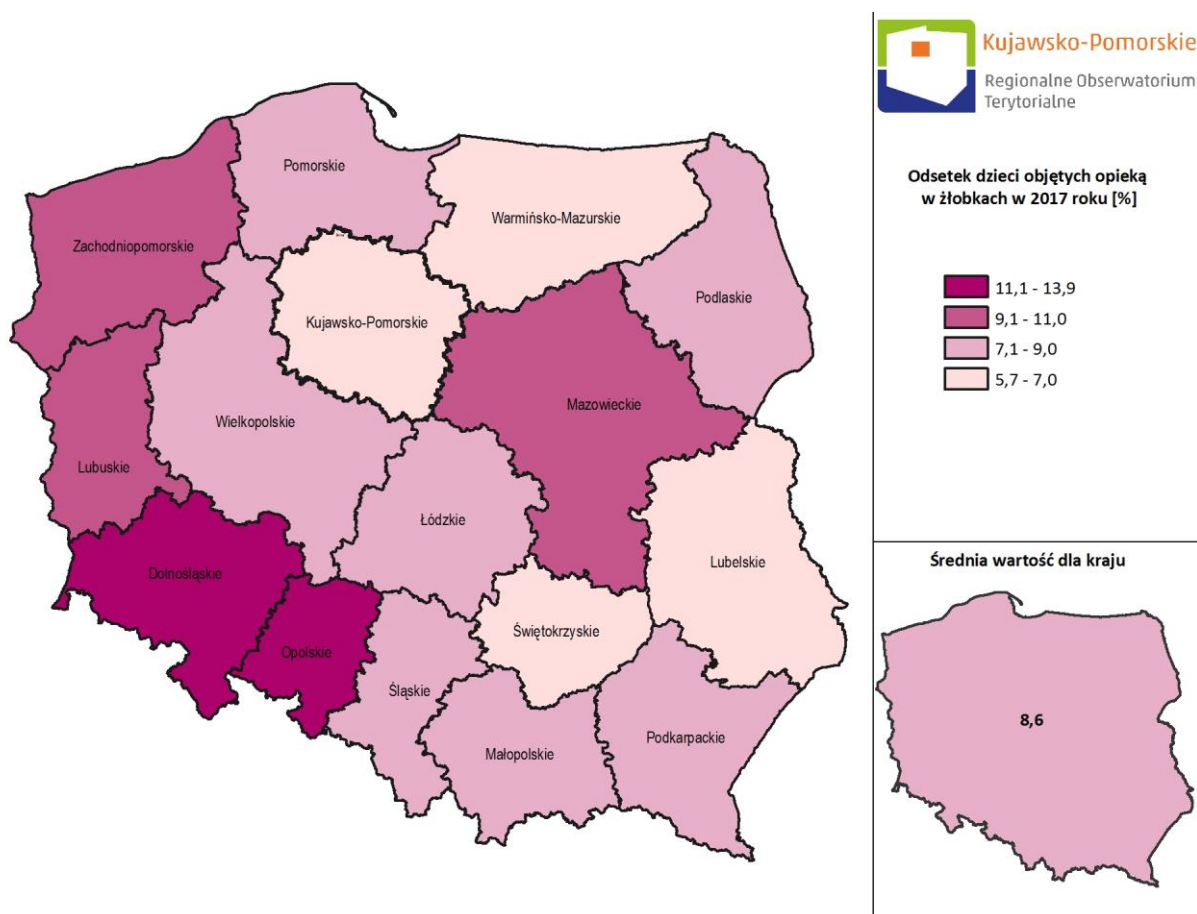 Kujawsko-Pomorskie
Regionalne Obserwatorium
Terytorialne
Odsetek dzieci objętych opieką
w żłobkach w 2017 roku [%]
11,1 - 13,9
9,1 - 11,0
7,1 - 9,0
5,7 - 7,0
Pomorskie
Warmińsko-Mazurskie
Zachodniopomorskie
Podlaskie
Kujawsko-Pomorskie
Mazowieckie
Wielkopolskie
Lubuskie
Łódzkie
Lubelskie
Dolnośląskie
Świętokrzyskie
Opolskie
Śląskie
Podkarpackie
Małopolskie
Średnia wartość dla kraju
8,6